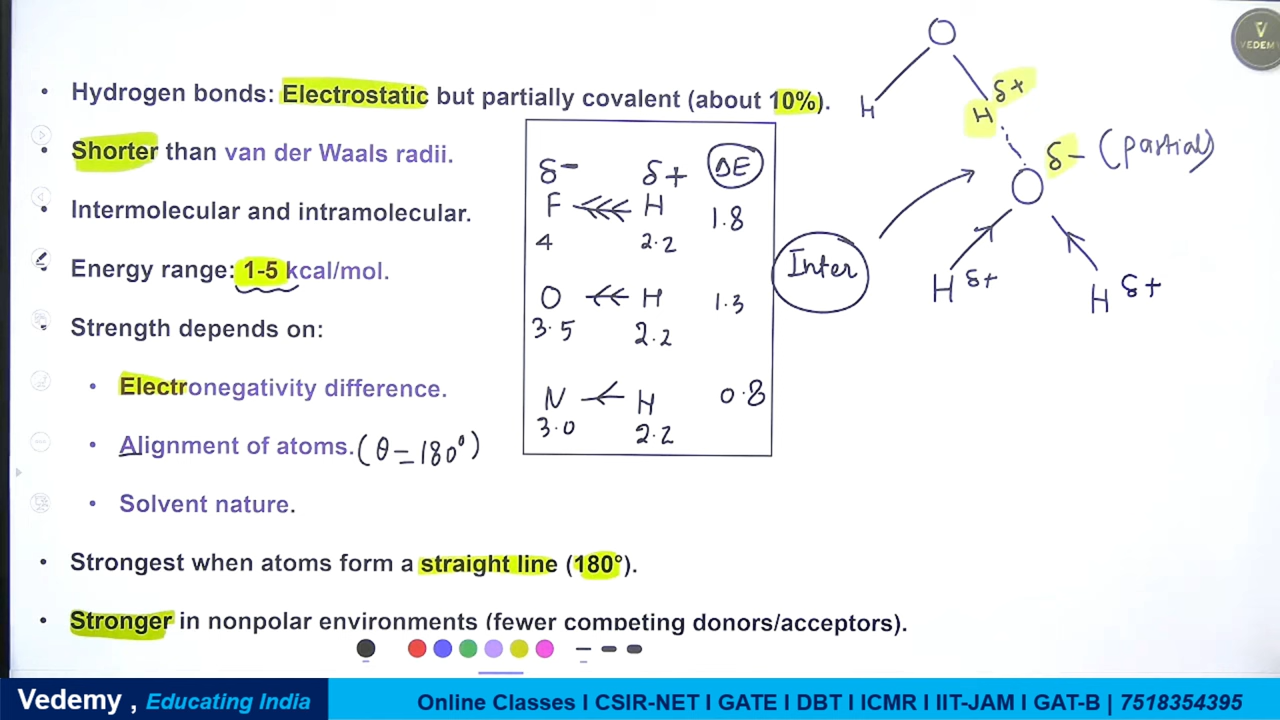 V
VEDEM
• Hydrogen bonds: Electrostatic but partially covalent (about 10%).
• Shorter than van der Waals radii.
• Intermolecular and intramolecular.
• Energy range: 1-5 kcal/mol.
• Strength depends on:
• Electronegativity difference.
• Alignment of atoms. (θ = 180°)
• Solvent nature.
• Strongest when atoms form a straight line (180°).
• Stronger in nonpolar environments (fewer competing donors/acceptors).
δ- δ+ ΔE
F H 1.8
4 2.2
O H 1.3
3.5 2.2
N H 0.8
3.0 2.2
Inter
O
H H δ+
O δ- (partial)
H δ+ H δ+
Vedemy , Educating India
Online Classes I CSIR-NET I GATE I DBT I ICMR I IIT-JAM I GAT-B | 7518354395